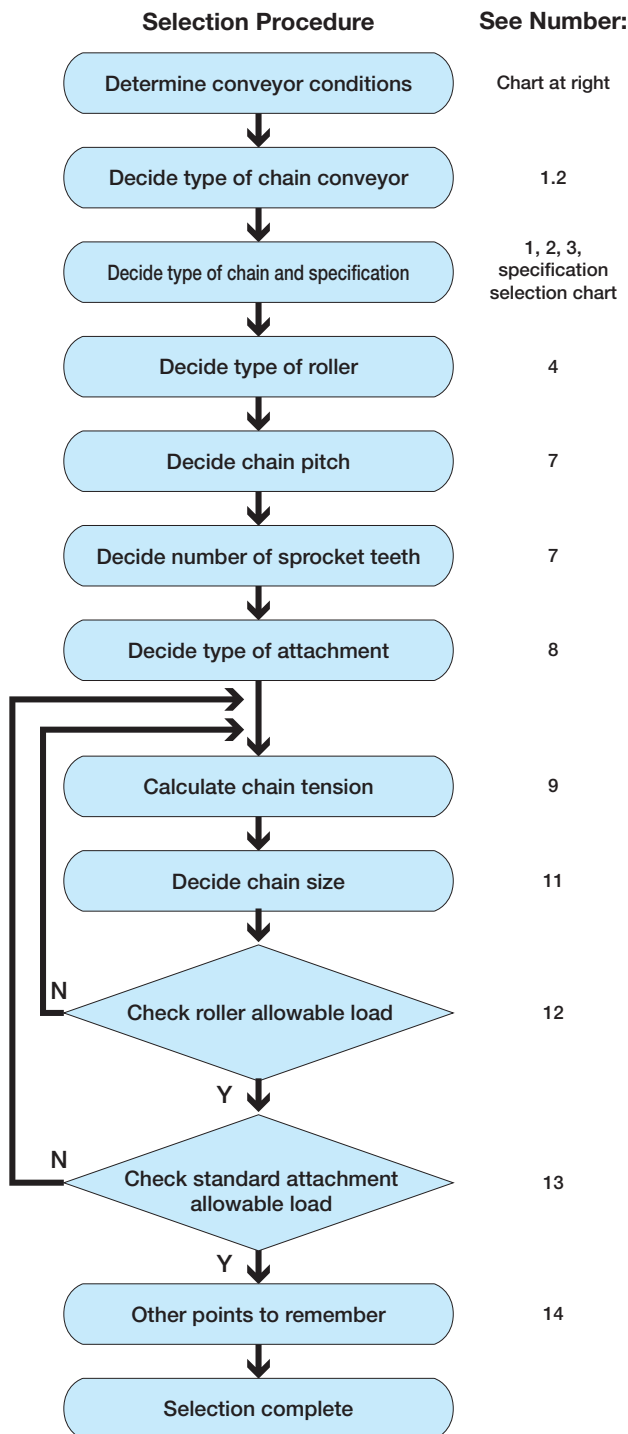 Selection Procedure See Number:
Determine conveyor conditions Chart at right
Decide type of chain conveyor 1.2
Decide type of chain and specification 1, 2, 3,
specification
selection chart
Decide type of roller 4
Decide chain pitch 7
Decide number of sprocket teeth 7
Decide type of attachment 8
Calculate chain tension 9
Decide chain size 11
N
Check roller allowable load 12
Y
N
Check standard attachment
allowable load 13
Y
Other points to remember 14
Selection complete